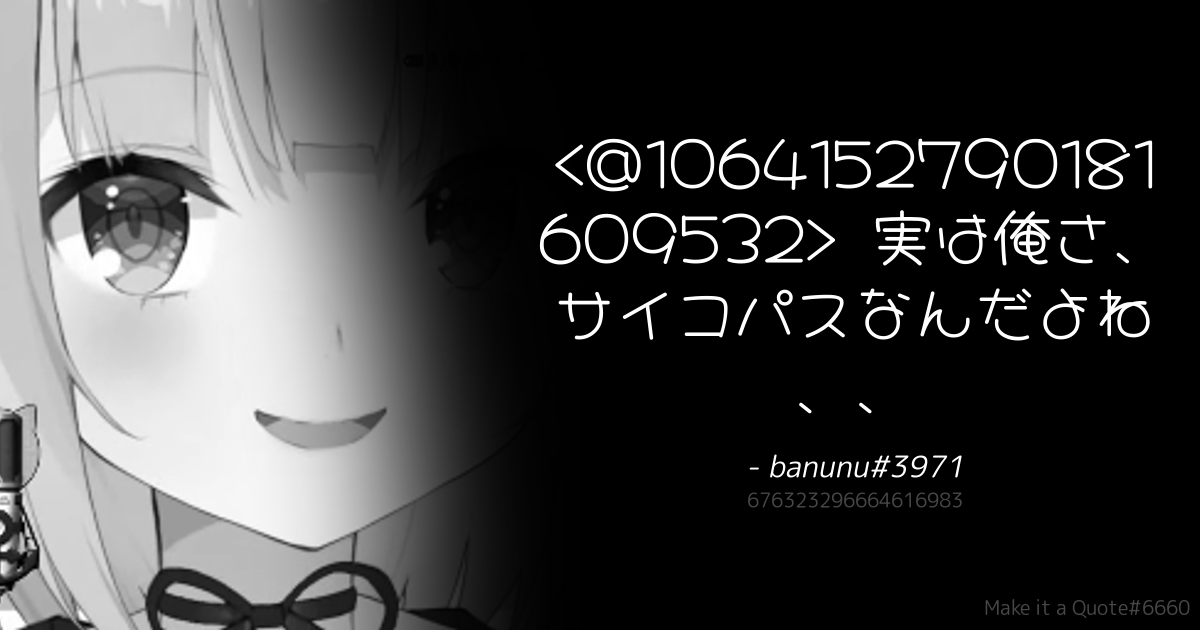 <@1064152790181
609532> 実は俺さ、
サイコパスなんだよね
、、
- banunu#3971
676323296664616983
Make it a Quote#6660